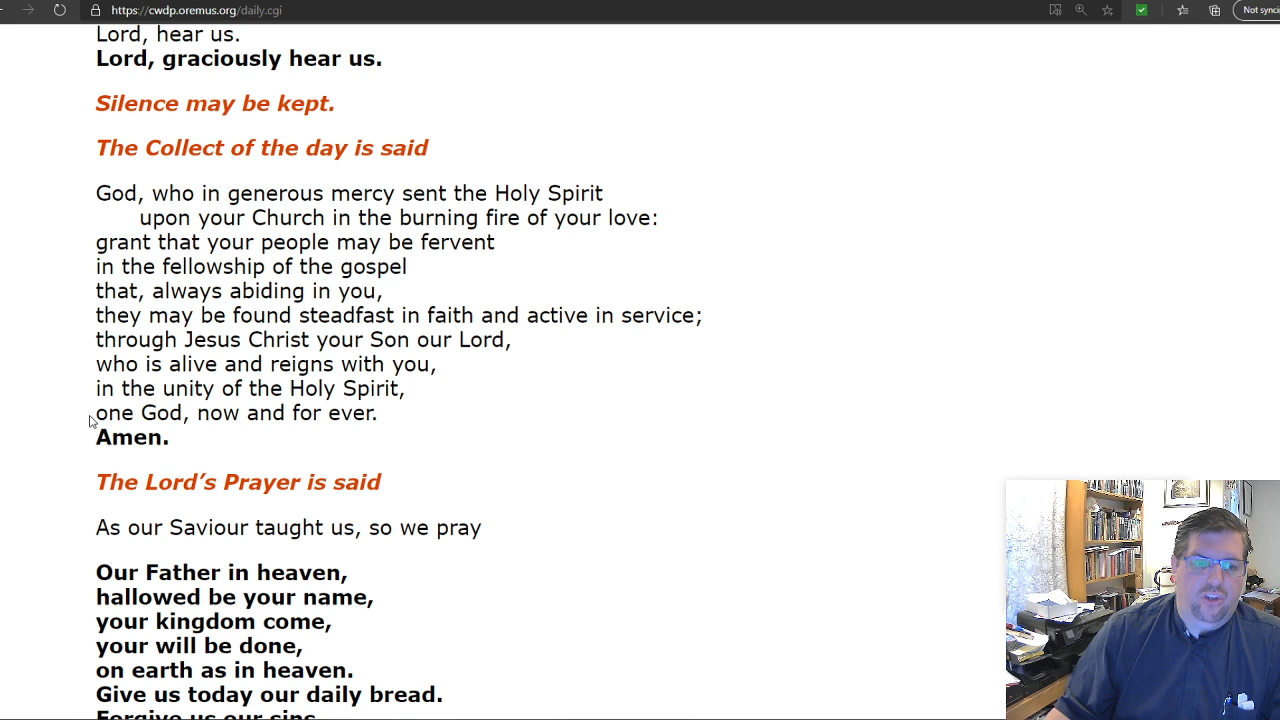 https://cwdp.oremus.org/daily.cgi
Not synci
Lord, hear us.
Lord, graciously hear us.
Silence may be kept.
The Collect of the day is said
God, who in generous mercy sent the Holy Spirit
upon your Church in the burning fire of your love:
grant that your people may be fervent
in the fellowship of the gospel
that, always abiding in you,
they may be found steadfast in faith and active in service;
through Jesus Christ your Son our Lord,
who is alive and reigns with you,
in the unity of the Holy Spirit,
one God, now and for ever.
Amen.
The Lord’s Prayer is said
As our Saviour taught us, so we pray
Our Father in heaven,
hallowed be your name,
your kingdom come,
your will be done,
on earth as in heaven.
Give us today our daily bread.
Forgive us our sins